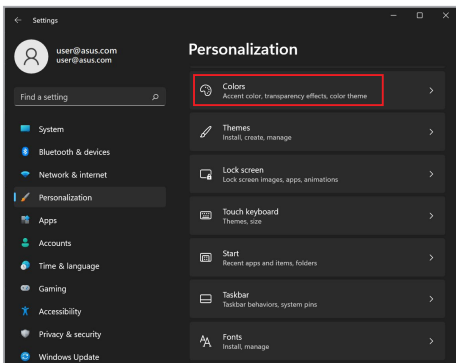 Settings
user@asus.com
user@asus.com
Find a setting
System
Bluetooth & devices
Network & internet
Personalization
Apps
Accounts
Time & language
Gaming
Accessibility
Privacy & security
Windows Update
Personalization
Colors
Accent color, transparency effects, color theme
Themes
Install, create, manage
Lock screen
Lock screen images, apps, animations
Touch keyboard
Themes, size
Start
Recent apps and items, folders
Taskbar
Taskbar behaviors, system pins
Fonts
Install, manage